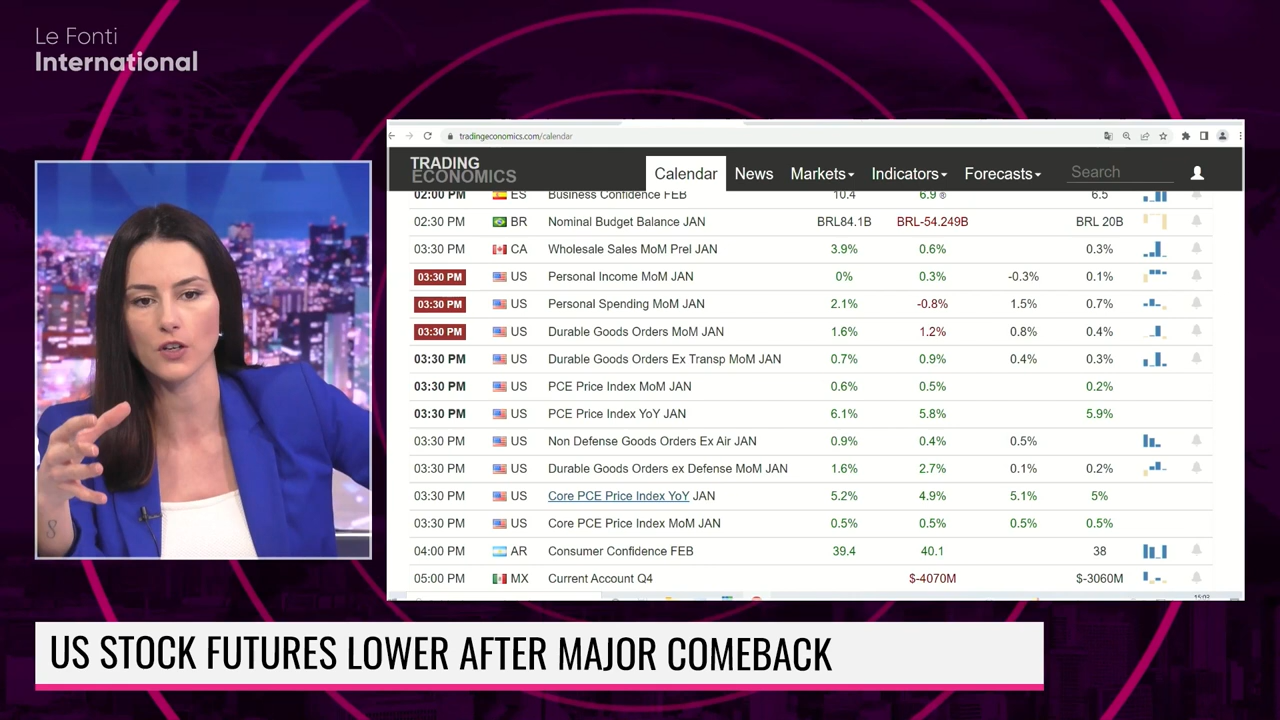 Le Fonti
International
tradingeconomics.com/calendar
TRADING
ECONOMICS
Calendar News Markets Indicators Forecasts Search
02:00 PM ES Business Confidence FEB 10.4 6.9 ® 6.5
02:30 PM BR Nominal Budget Balance JAN BRL84.1B BRL-54.249B BRL 20B
03:30 PM CA Wholesale Sales MoM Prel JAN 3.9% 0.6% 0.3%
03:30 PM US Personal Income MoM JAN 0% 0.3% -0.3% 0.1%
03:30 PM US Personal Spending MoM JAN 2.1% -0.8% 1.5% 0.7%
03:30 PM US Durable Goods Orders MoM JAN 1.6% 1.2% 0.8% 0.4%
03:30 PM US Durable Goods Orders Ex Transp MoM JAN 0.7% 0.9% 0.4% 0.3%
03:30 PM US PCE Price Index MoM JAN 0.6% 0.5% 0.2%
03:30 PM US PCE Price Index YoY JAN 6.1% 5.8% 5.9%
03:30 PM US Non Defense Goods Orders Ex Air JAN 0.9% 0.4% 0.5%
03:30 PM US Durable Goods Orders ex Defense MoM JAN 1.6% 2.7% 0.1% 0.2%
03:30 PM US Core PCE Price Index YoY JAN 5.2% 4.9% 5.1% 5%
03:30 PM US Core PCE Price Index MoM JAN 0.5% 0.5% 0.5% 0.5%
04:00 PM AR Consumer Confidence FEB 39.4 40.1 38
05:00 PM MX Current Account Q4 $-4070M $-3060M
US STOCK FUTURES LOWER AFTER MAJOR COMEBACK